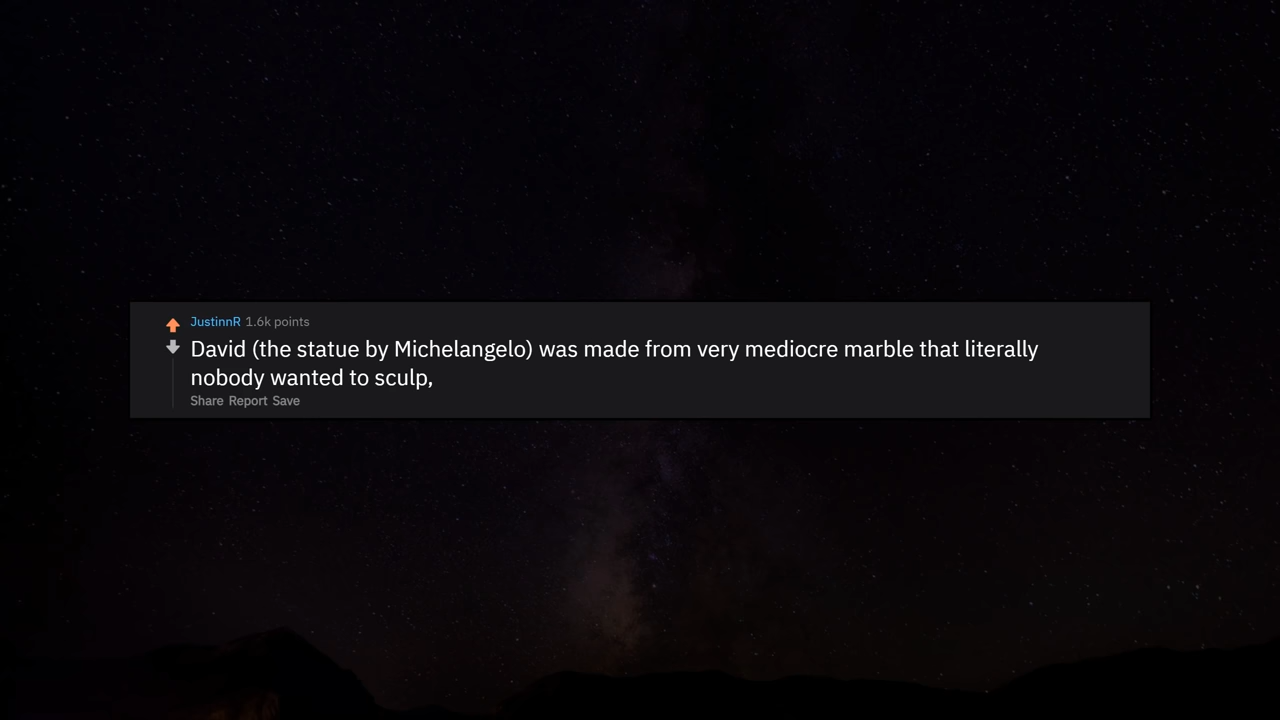 JustinnR 1.6k points
David (the statue by Michelangelo) was made from very mediocre marble that literally
nobody wanted to sculp,
Share Report Save